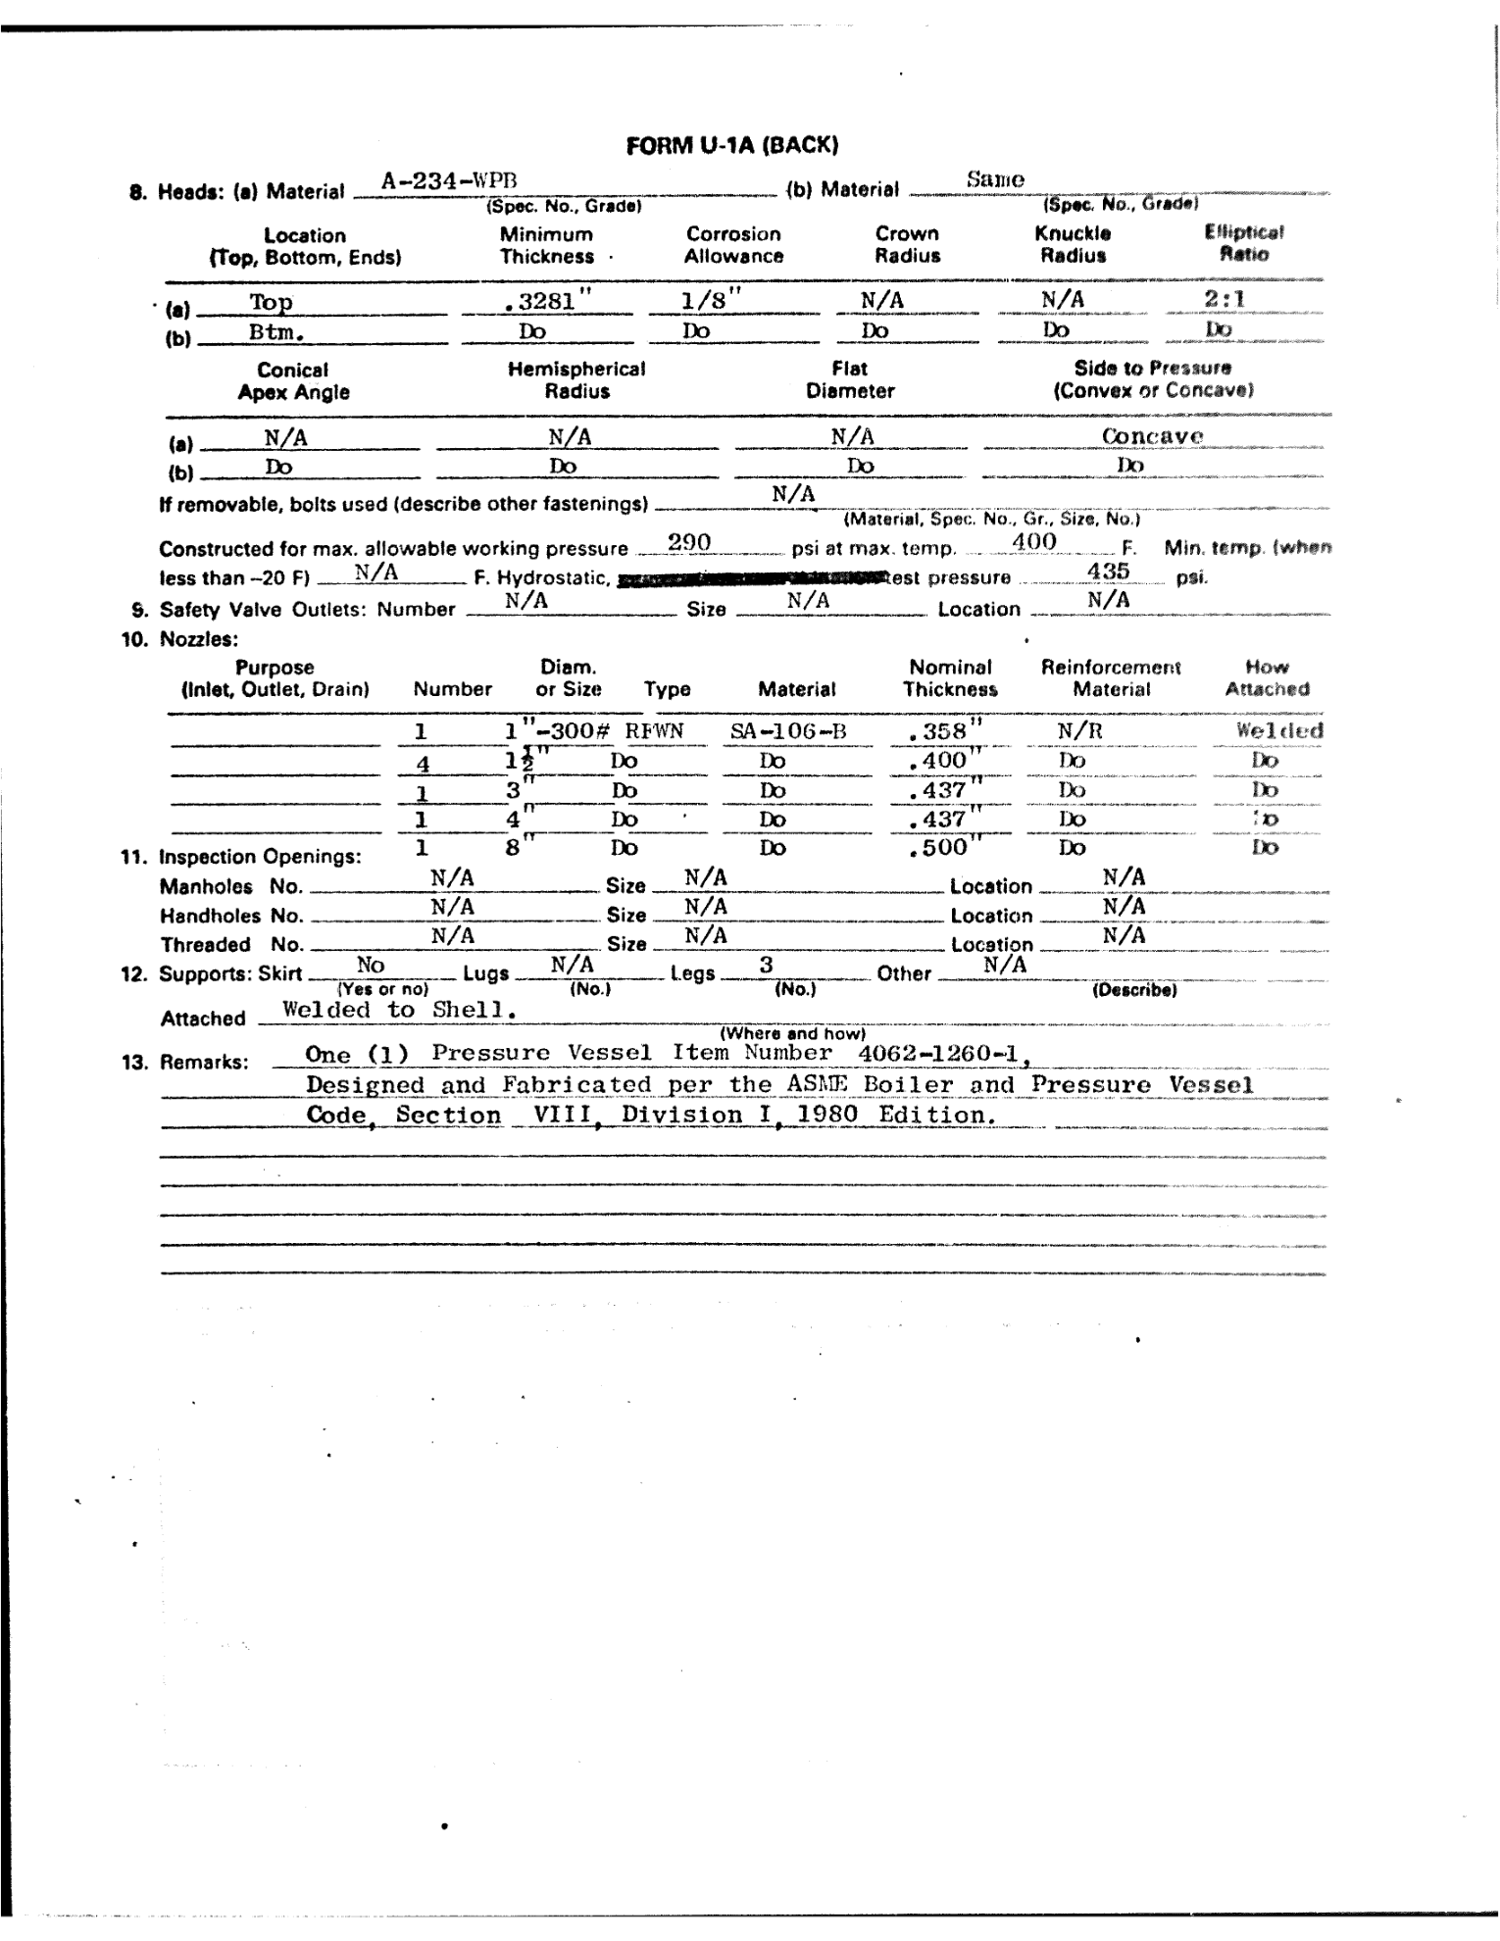 FORM U-1A (BACK)
8. Heads: (a) Material A-234-WPB (b) Material Same
(Spec. No., Grade) (Spec. No., Grade)
Location Minimum Corrosion Crown Knuckle Elliptical
(Top, Bottom, Ends) Thickness Allowance Radius Radius Ratio
(a) Top .3281" 1/8" N/A N/A 2:1
(b) Btm. Do Do Do Do Do
Conical Hemispherical Flat Side to Pressure
Apex Angle Radius Diameter (Convex or Concave)
(a) N/A N/A N/A Concave
(b) Do Do Do Do
If removable, bolts used (describe other fastenings) N/A
(Material, Spec. No., Gr., Size, No.)
Constructed for max. allowable working pressure 290 psi at max. temp. 400 F. Min. temp. (when
less than -20 F) N/A F. Hydrostatic, test pressure 435 psi.
9. Safety Valve Outlets: Number N/A Size N/A Location N/A
10. Nozzles:
Purpose Diam. Nominal Reinforcement How
(Inlet, Outlet, Drain) Number or Size Type Material Thickness Material Attached
1 1"-300# RFWN SA-106-B .358" N/R Welded
4 1½" Do Do .400" Do Do
1 3" Do Do .437" Do Do
1 4" Do Do .437" Do Do
11. Inspection Openings: 1 8" Do Do .500" Do Do
Manholes No. N/A Size N/A Location N/A
Handholes No. N/A Size N/A Location N/A
Threaded No. N/A Size N/A Location N/A
12. Supports: Skirt No Lugs N/A Legs 3 Other N/A
(Yes or no) (No.) (No.) (Describe)
Attached Welded to Shell.
(Where and how)
13. Remarks: One (1) Pressure Vessel Item Number 4062-1260-1,
Designed and Fabricated per the ASME Boiler and Pressure Vessel
Code, Section VIII, Division I, 1980 Edition.